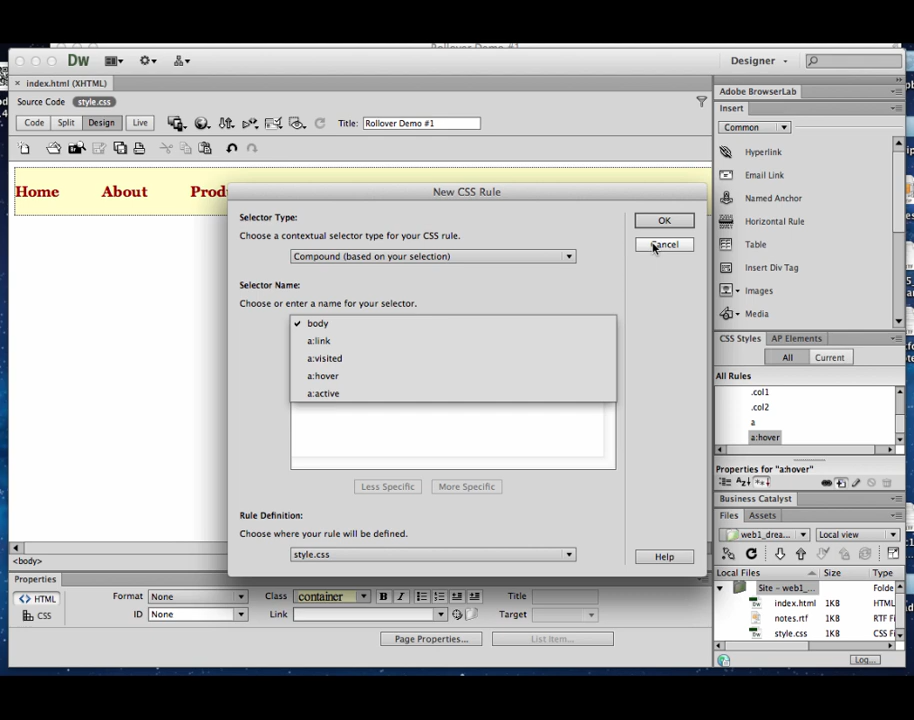 Rollover Demo #1
Dw
Designer
index.html (XHTML)
Source Code
style.css
Code
Split
Design
Live
Title:
Rollover Demo #1
Home
About
New CSS Rule
Selector Type:
Choose a contextual selector type for your CSS rule.
Compound (based on your selection)
OK
Cancel
Selector Name:
Choose or enter a name for your selector.
body
a:link
a:visited
a:hover
a:active
Less Specific
More Specific
Rule Definition:
Choose where your rule will be defined.
style.css
Help
Adobe BrowserLab
Insert
Common
Hyperlink
Email Link
Named Anchor
Horizontal Rule
Table
Insert Div Tag
Images
Media
CSS Styles
AP Elements
All
Current
All Rules
.col1
.col2
a
a:hover
Properties for "a:hover"
Business Catalyst
Files
Assets
web1_drea...
Local view
Local Files
Size
Type
Site – web1_...
Folde
index.html
1KB
HTML
notes.rtf
1KB
RTF Fi
style.css
1KB
CSS Fi
Log...
<body>
Properties
HTML
CSS
Format
None
Class
container
B
I
Title
ID
None
Link
Target
Page Properties...
List Item...